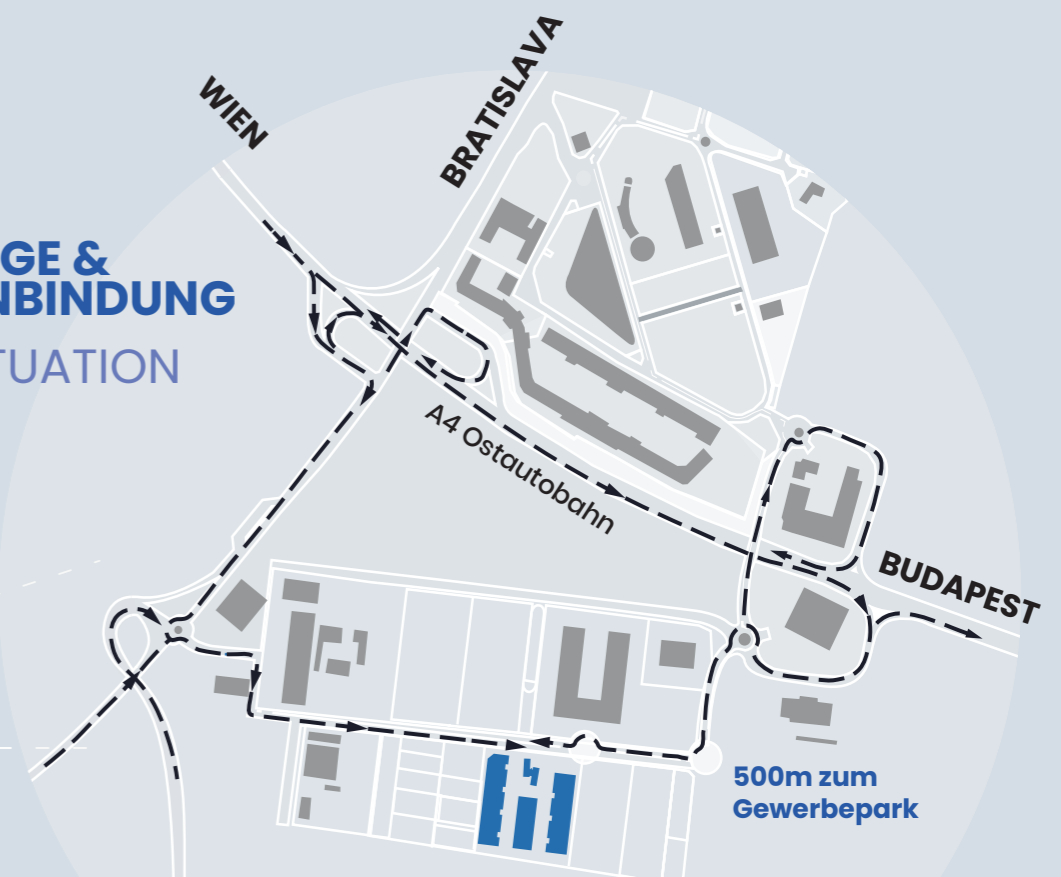 WIEN
BRATISLAVA
GE &
NBINDUNG
TUATION
A4 Ostautobahn
BUDAPEST
500m zum
Gewerbepark